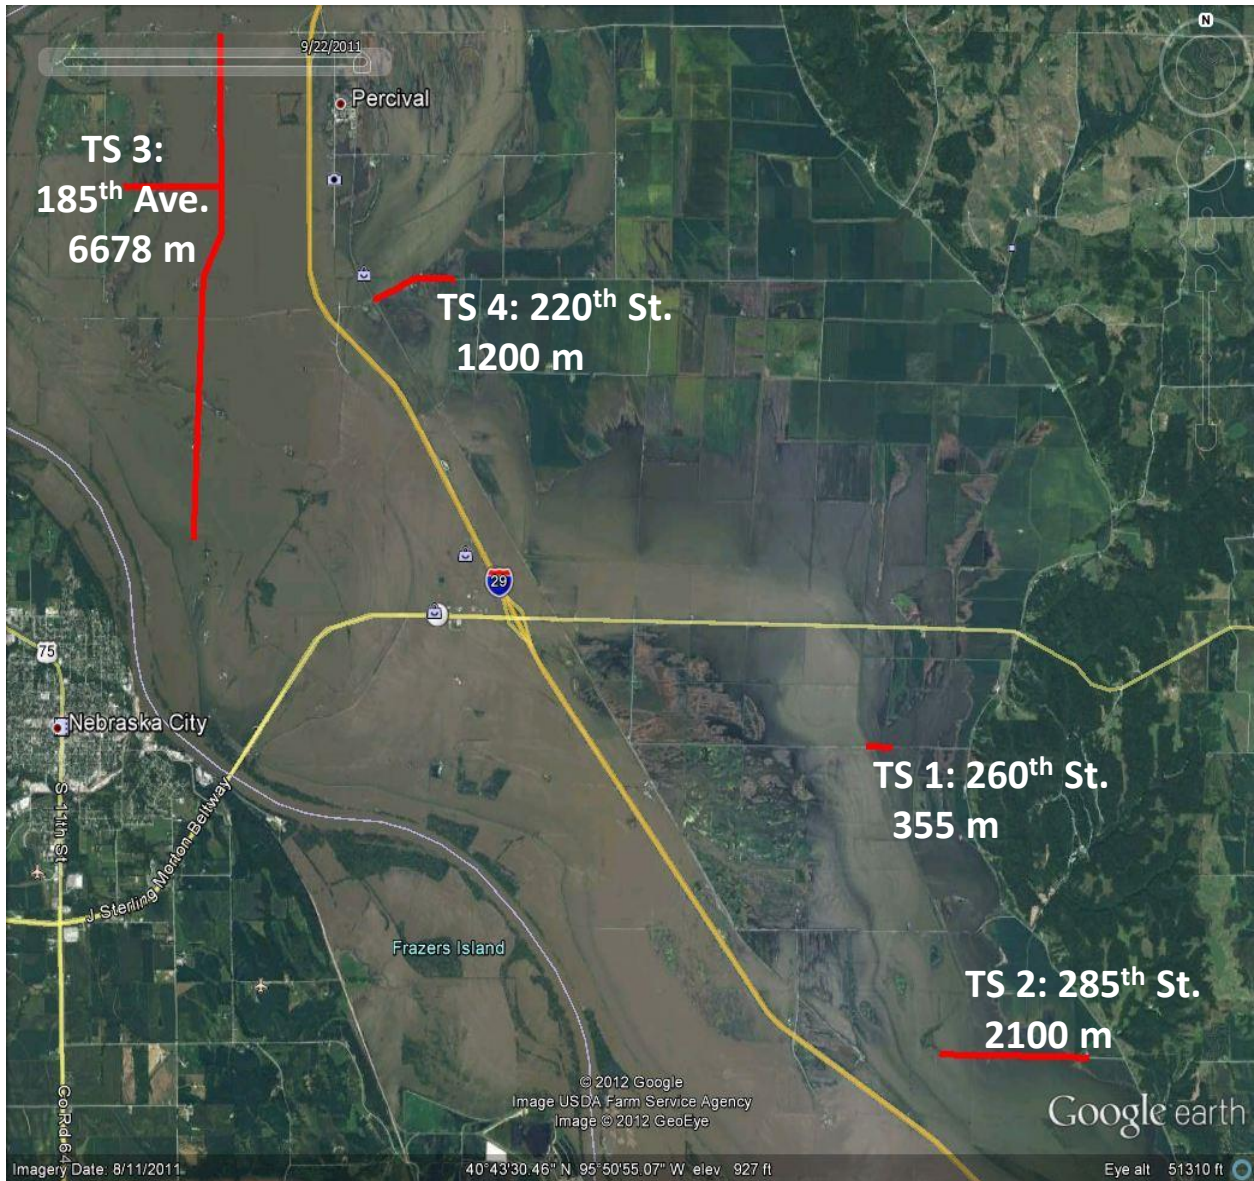 9/22/2011
N
Percival
TS 3:
185th Ave.
6678 m
TS 4: 220th St.
1200 m
29
75
Nebraska City
S 11th St
J Sterling Morton Beltway
TS 1: 260th St.
355 m
Frazers Island
TS 2: 285th St.
2100 m
Co Rd 64
© 2012 Google
Image USDA Farm Service Agency
Image © 2012 GeoEye
Google earth
Imagery Date: 8/11/2011
40°43'30.46" N 95°50'55.07" W elev 927 ft
Eye alt 51310 ft